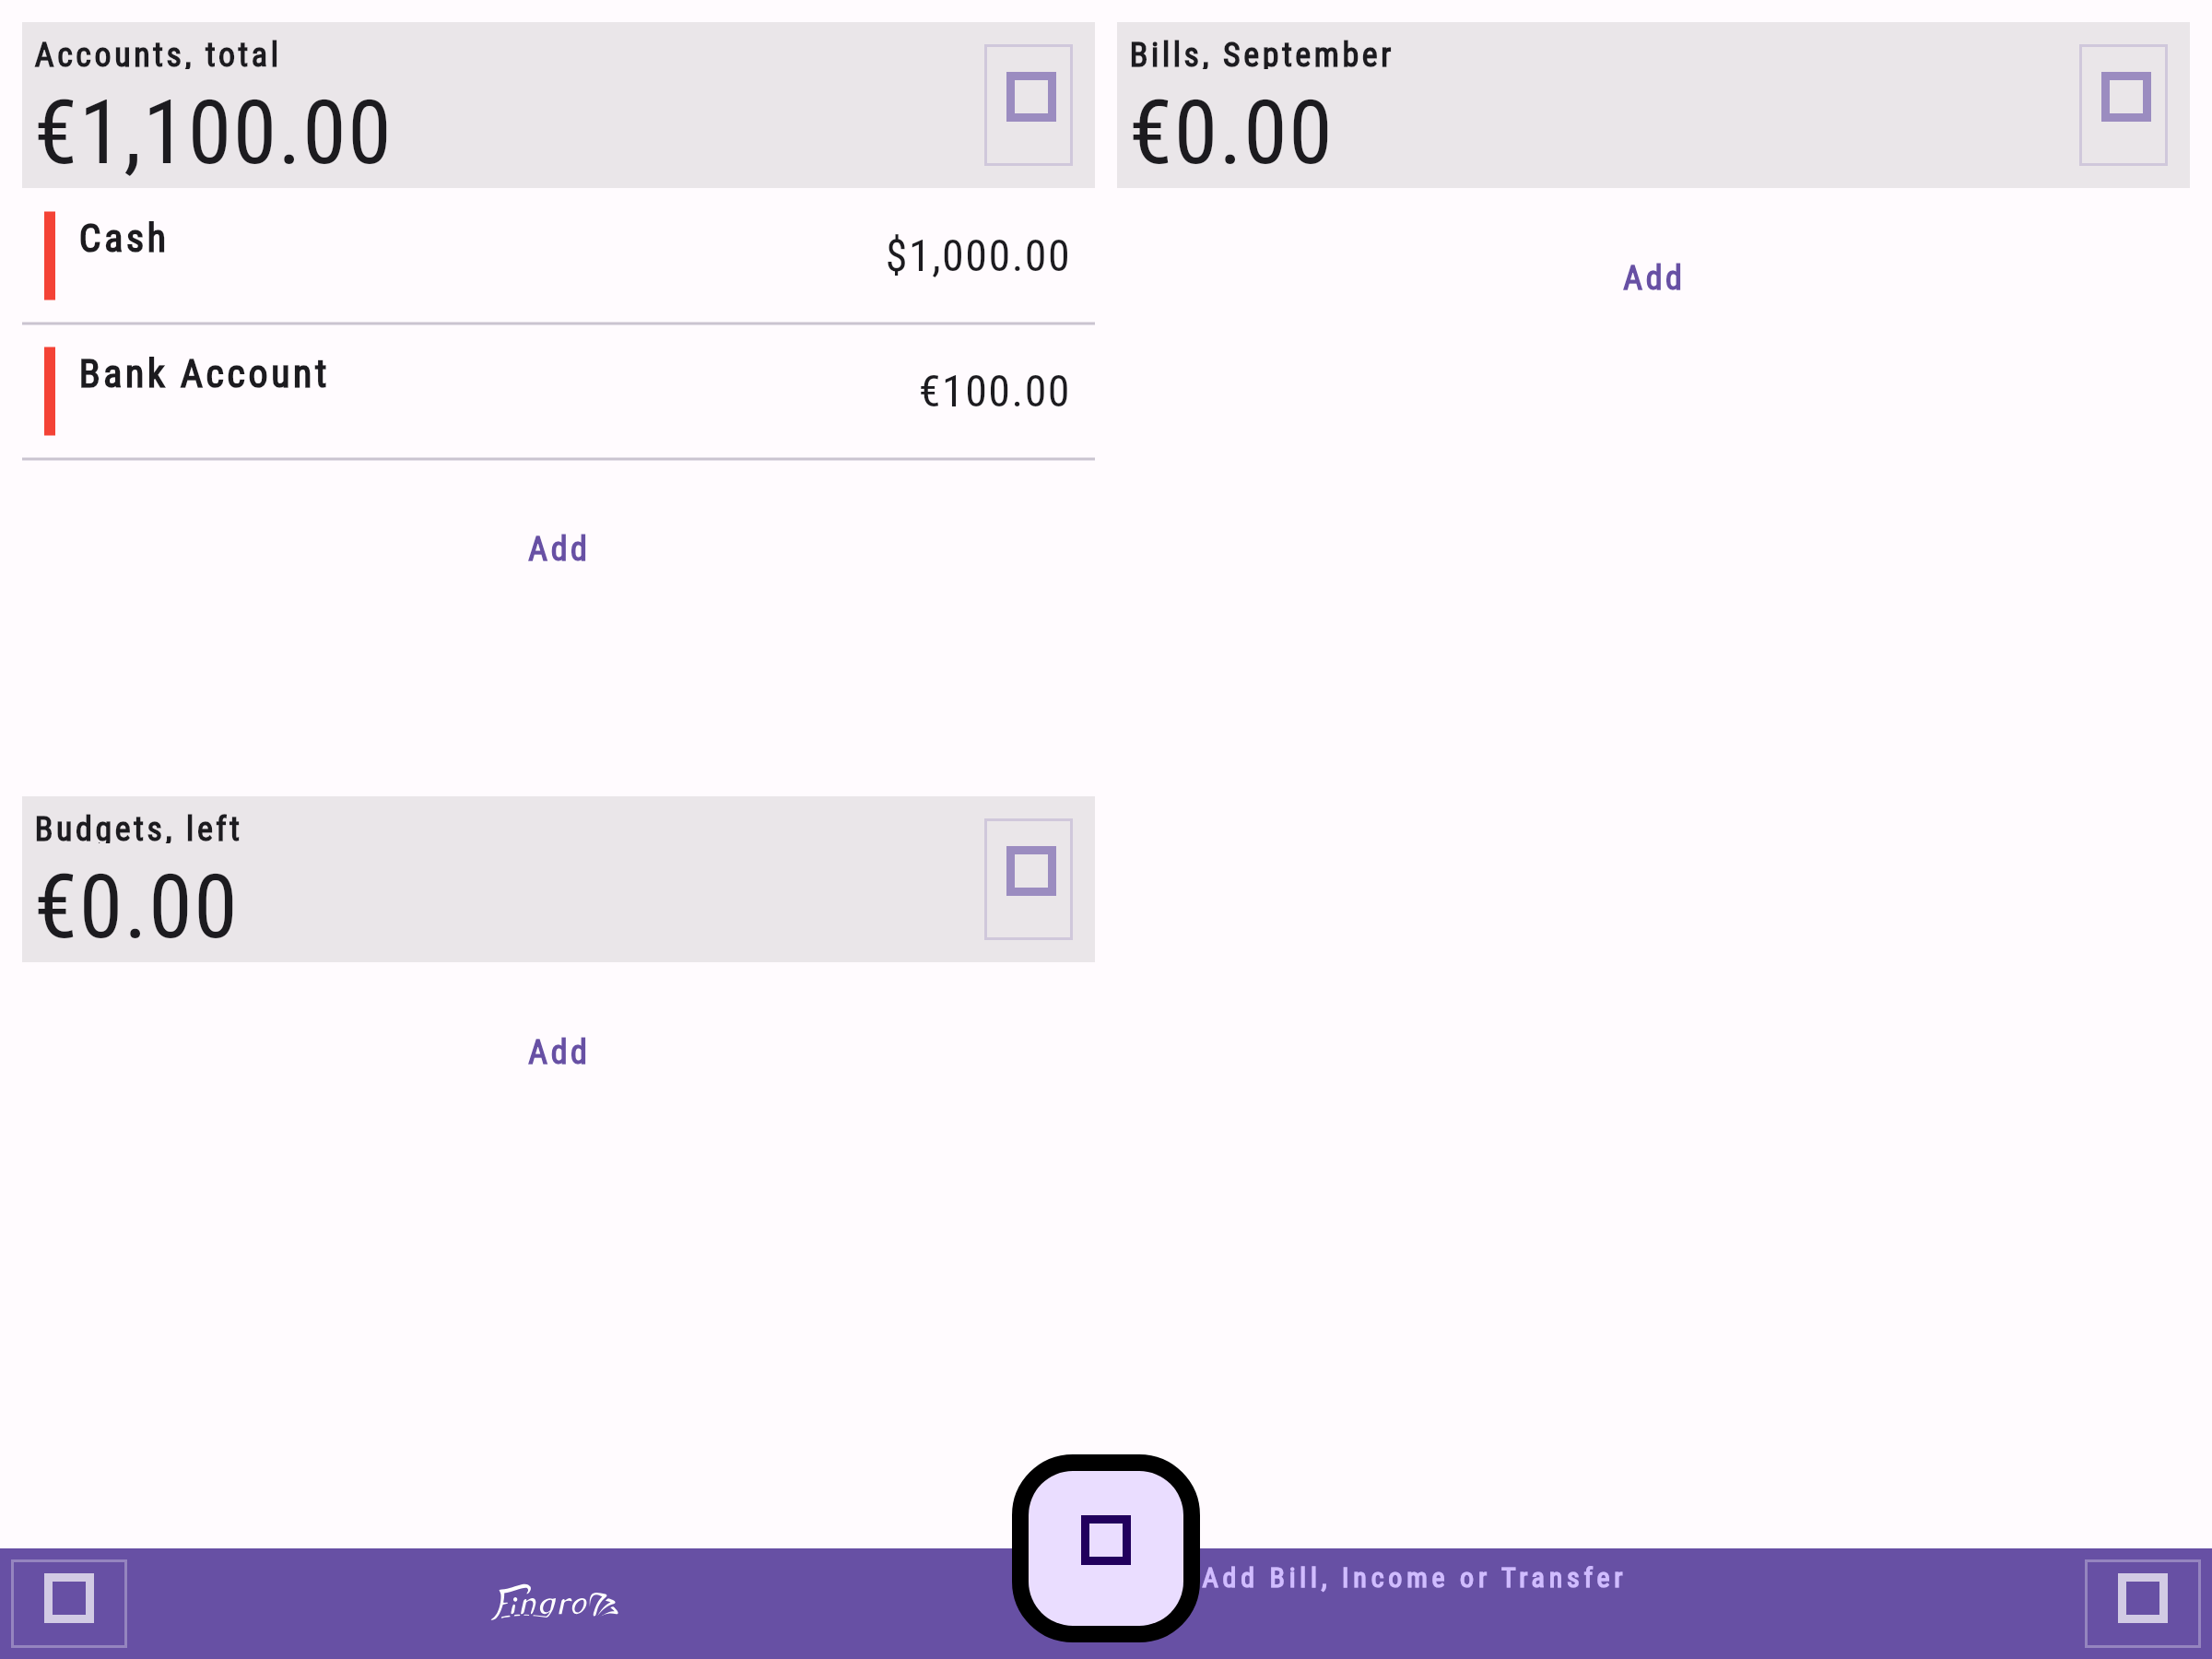 Accounts, total
€1,100.00
Cash
$1,000.00
Bank Account
€100.00
Add
Bills, September
€0.00
Add
Budgets, left
€0.00
Add
Add Bill, Income or Transfer